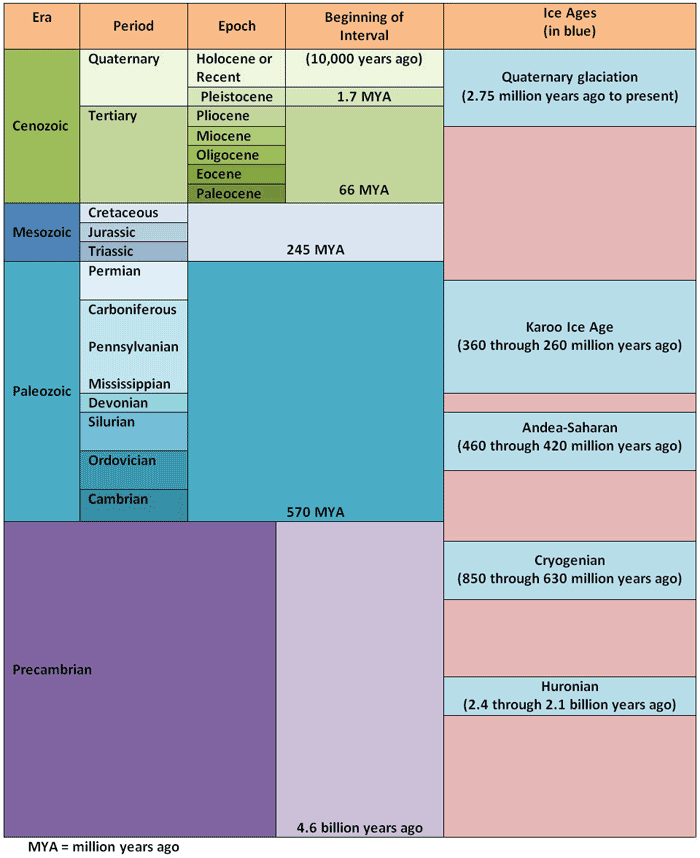 Era
Period
Epoch
Beginning of
Interval
Ice Ages
(in blue)
Cenozoic
Quaternary
Holocene or
Recent
(10,000 years ago)
Pleistocene
1.7 MYA
Tertiary
Pliocene
Miocene
Oligocene
Eocene
Paleocene
66 MYA
Quaternary glaciation
(2.75 million years ago to present)
Mesozoic
Cretaceous
Jurassic
Triassic
245 MYA
Paleozoic
Permian
Carboniferous
Pennsylvanian
Mississippian
Devonian
Silurian
Ordovician
Cambrian
570 MYA
Karoo Ice Age
(360 through 260 million years ago)
Andea-Saharan
(460 through 420 million years ago)
Precambrian
4.6 billion years ago
Cryogenian
(850 through 630 million years ago)
Huronian
(2.4 through 2.1 billion years ago)
MYA = million years ago